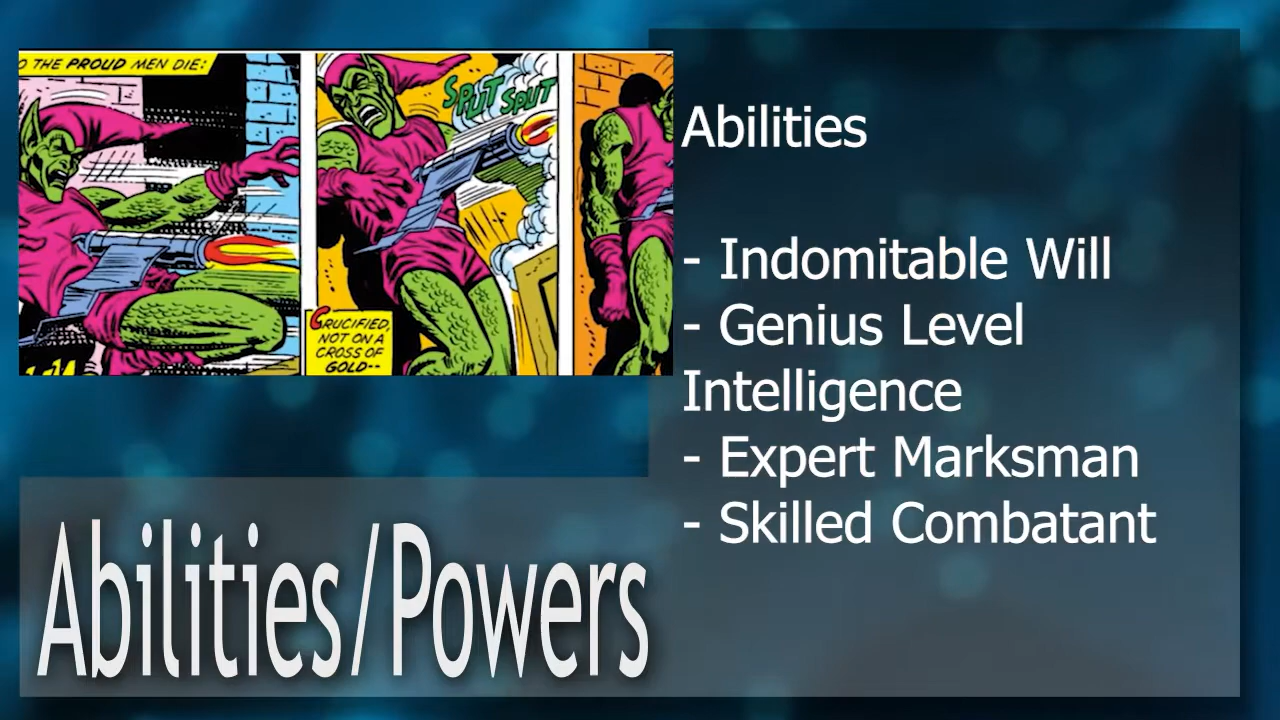 O THE PROUD MEN DIE:
SPUT SPUT
CRUCIFIED,
NOT ON A
CROSS OF
GOLD--
Abilities
- Indomitable Will
- Genius Level
Intelligence
- Expert Marksman
- Skilled Combatant
Abilities/Powers